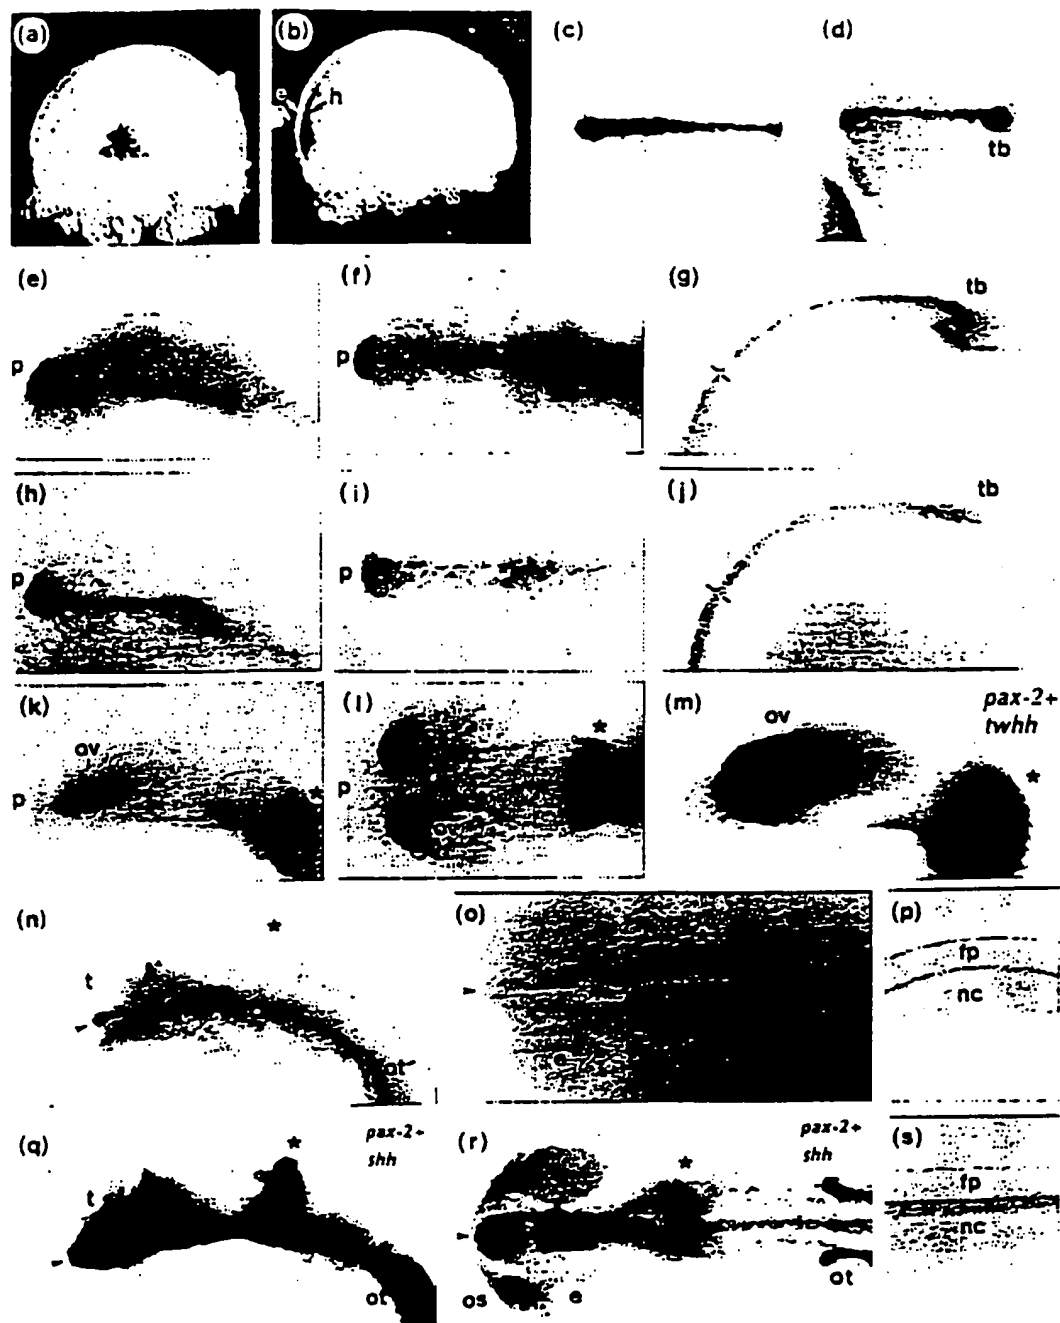 (a)
(b)
e
h
(c)
(d)
tb
(e)
p
(f)
p
(g)
tb
(h)
p
(i)
p
(j)
tb
(k)
ov
p
*
(l)
*
p
ov
(m)
ov
pax-2+
twhh
*
(n)
*
t
ot
(o)
e
(p)
fp
nc
(q)
*
pax-2+
shh
t
ot
(r)
*
pax-2+
shh
os
e
ot
(s)
fp
nc